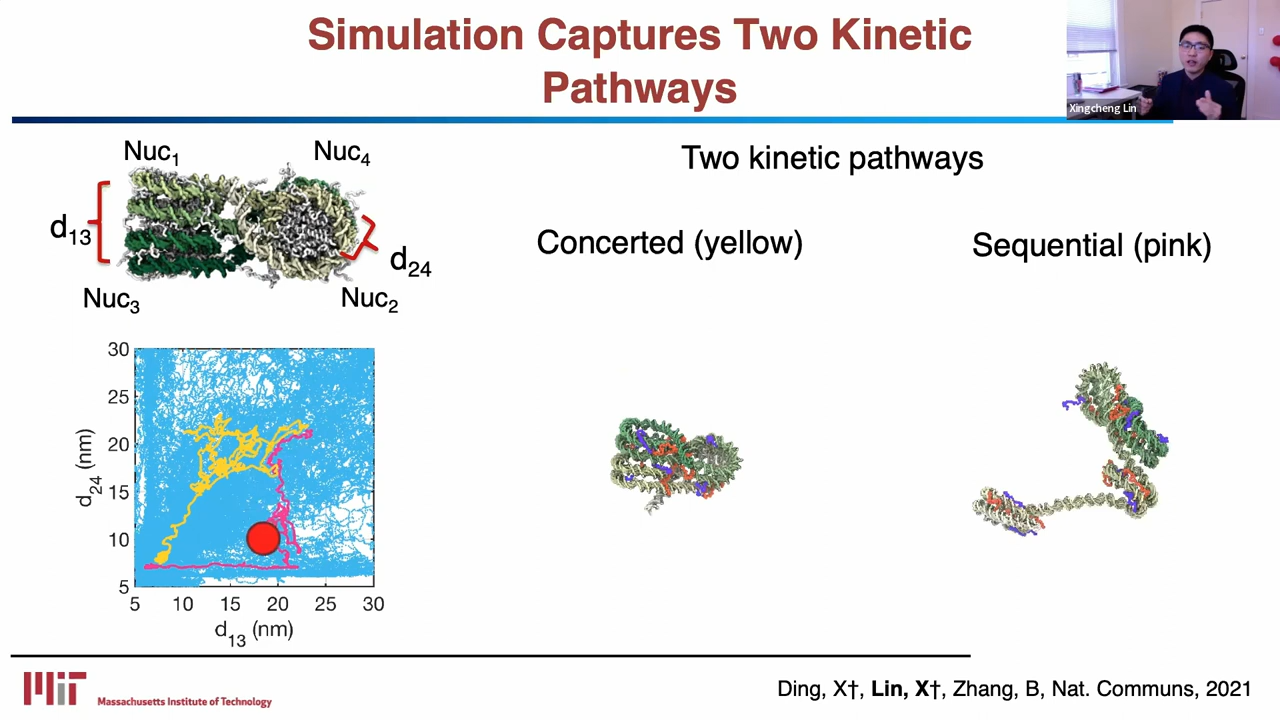 Simulation Captures Two Kinetic
Pathways
Xingcheng Lin
Nuc1
Nuc4
d13
d24
Nuc3
Nuc2
Two kinetic pathways
Concerted (yellow)
Sequential (pink)
30
25
20
15
10
5
d24 (nm)
5 10 15 20 25 30
d13 (nm)
MIT
Massachusetts Institute of Technology
Ding, X†, Lin, X†, Zhang, B, Nat. Communs, 2021